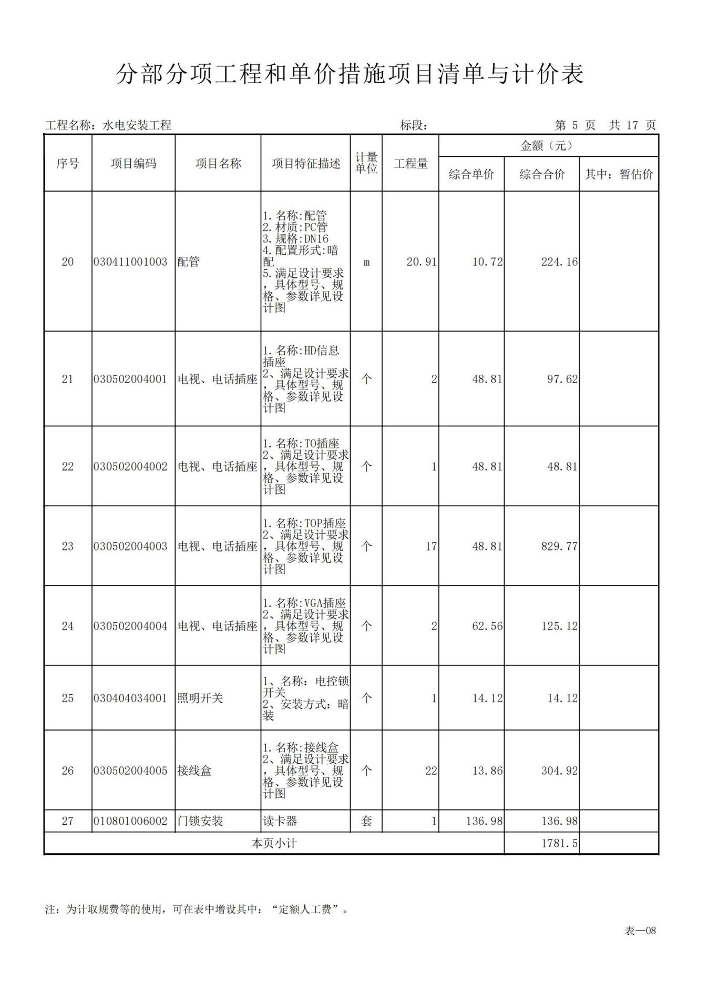 分部分项工程和单价措施项目清单与计价表
工程名称：水电安装工程 标段： 第 5 页 共 17 页
序号 项目编码 项目名称 项目特征描述 计量单位 工程量 金额（元）
综合单价 综合合价 其中：暂估价
20 030411001003 配管
1.名称:配管
2.材质:PC管
3.规格:DN16
4.配置形式:暗
配
5.满足设计要求
，具体型号、规
格、参数详见设
计图
m 20.91 10.72 224.16
21 030502004001 电视、电话插座
1.名称:HD信息
插座
2、满足设计要求
，具体型号、规
格、参数详见设
计图
个 2 48.81 97.62
22 030502004002 电视、电话插座
1.名称:TO插座
2、满足设计要求
，具体型号、规
格、参数详见设
计图
个 1 48.81 48.81
23 030502004003 电视、电话插座
1.名称:TOP插座
2、满足设计要求
，具体型号、规
格、参数详见设
计图
个 17 48.81 829.77
24 030502004004 电视、电话插座
1.名称:VGA插座
2、满足设计要求
，具体型号、规
格、参数详见设
计图
个 2 62.56 125.12
25 030404034001 照明开关
1、名称：电控锁
开关
2、安装方式：暗
装
个 1 14.12 14.12
26 030502004005 接线盒
1.名称:接线盒
2、满足设计要求
，具体型号、规
格、参数详见设
计图
个 22 13.86 304.92
27 010801006002 门锁安装 读卡器 套 1 136.98 136.98
本页小计 1781.5
注：为计取规费等的使用，可在表中增设其中：“定额人工费”。
表—08